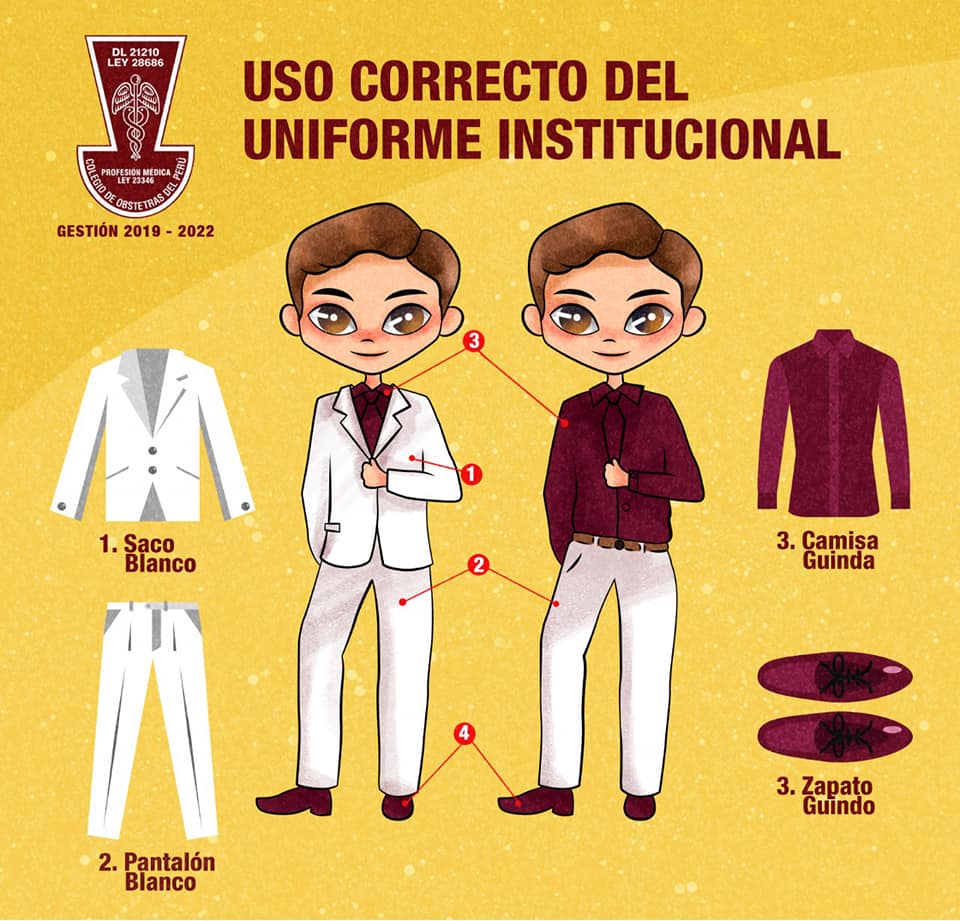 DL 21210
LEY 28686
PROFESIÓN MÉDICA
LEY 23346
COLEGIO DE OBSTETRAS DEL PERÚ
GESTIÓN 2019 - 2022
USO CORRECTO DEL
UNIFORME INSTITUCIONAL
3
1
2
4
1. Saco
Blanco
2. Pantalón
Blanco
3. Camisa
Guinda
3. Zapato
Guindo